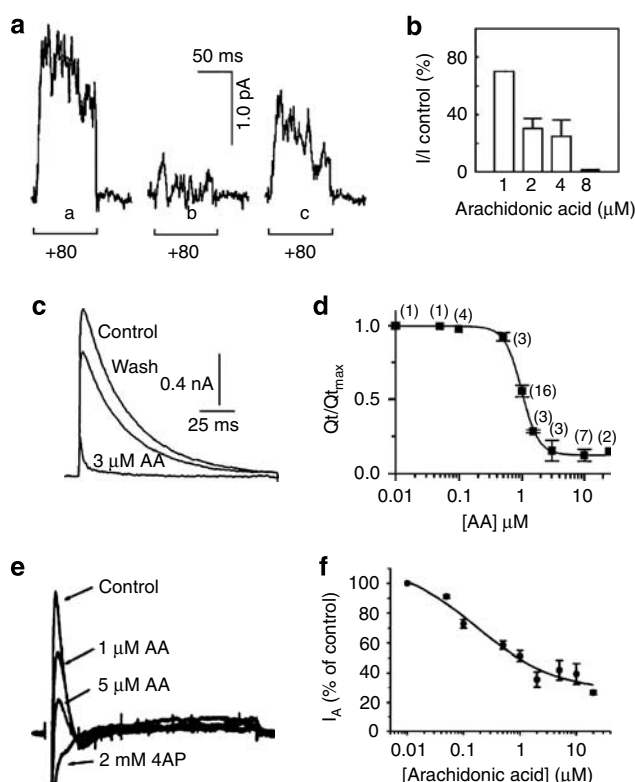 a
50 ms
1.0 pA
a
b
c
+80
+80
+80
b
I/I control (%)
80
40
0
1
2
4
8
Arachidonic acid (μM)
c
Control
Wash
3 μM AA
0.4 nA
25 ms
d
Qt/Qtmax
1.0
0.5
0.0
(1)
(1)
(4)
(3)
(16)
(3)
(3)
(7)
(2)
0.01
0.1
1
10
[AA] μM
e
Control
1 μM AA
5 μM AA
2 mM 4AP
f
IA (% of control)
100
80
60
40
20
0
0.01
0.1
1
10
[Arachidonic acid] (μM)